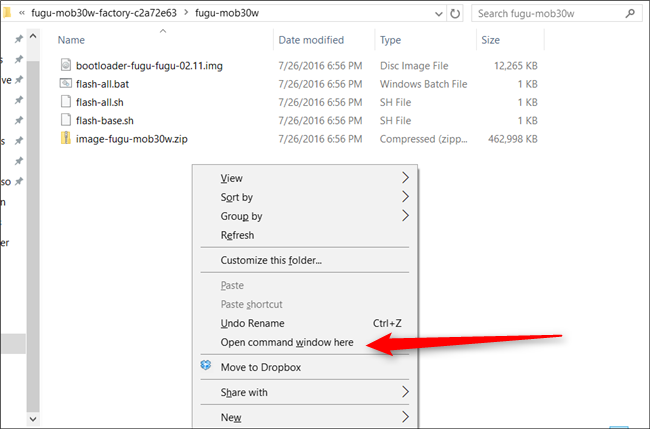 fugu-mob30w-factory-c2a72e63 fugu-mob30w Search fugu-mob30w
Name Date modified Type Size
bootloader-fugu-fugu-02.11.img 7/26/2016 6:56 PM Disc Image File 12,265 KB
flash-all.bat 7/26/2016 6:56 PM Windows Batch File 1 KB
flash-all.sh 7/26/2016 6:56 PM SH File 1 KB
flash-base.sh 7/26/2016 6:56 PM SH File 1 KB
image-fugu-mob30w.zip 7/26/2016 6:56 PM Compressed (zipp... 462,998 KB
View
Sort by
Group by
Refresh
Customize this folder...
Paste
Paste shortcut
Undo Rename Ctrl+Z
Open command window here
Move to Dropbox
Share with
New